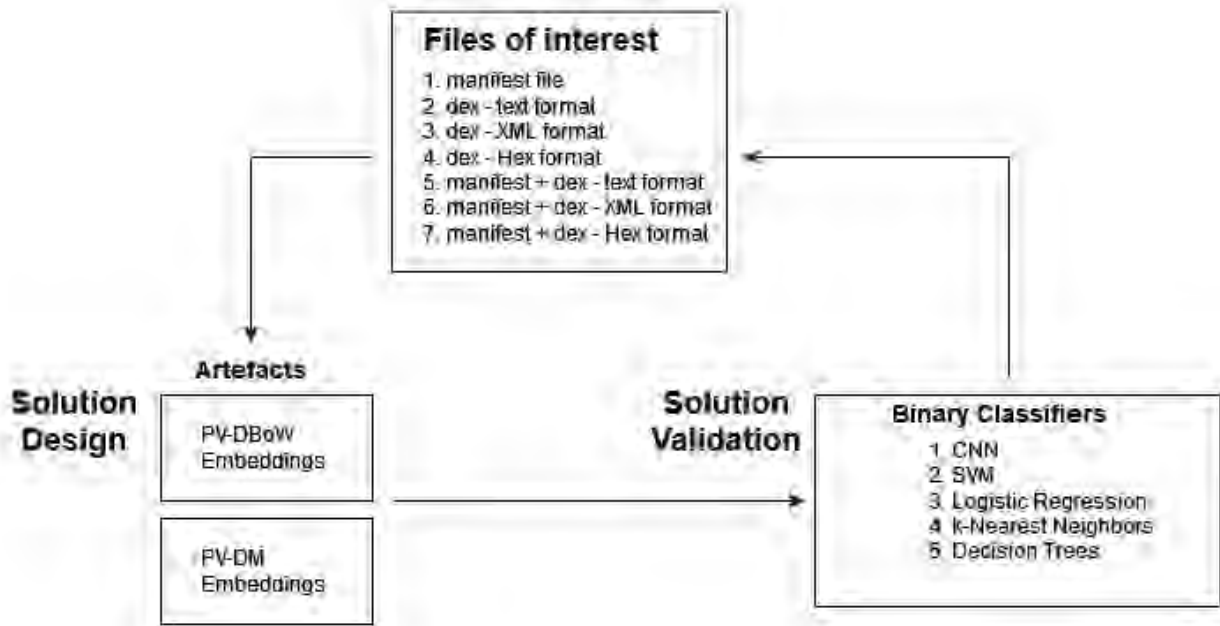 Files of interest
1. manifest file
2. dex - text format
3. dex - XML format
4. dex - Hex format
5. manifest + dex - text format
6. manifest + dex - XML format
7. manifest + dex - Hex format
Artefacts
Solution
Design
PV-DBoW
Embeddings
PV-DM
Embeddings
Solution
Validation
Binary Classifiers
1. CNN
2. SVM
3. Logistic Regression
4. k-Nearest Neighbors
5. Decision Trees